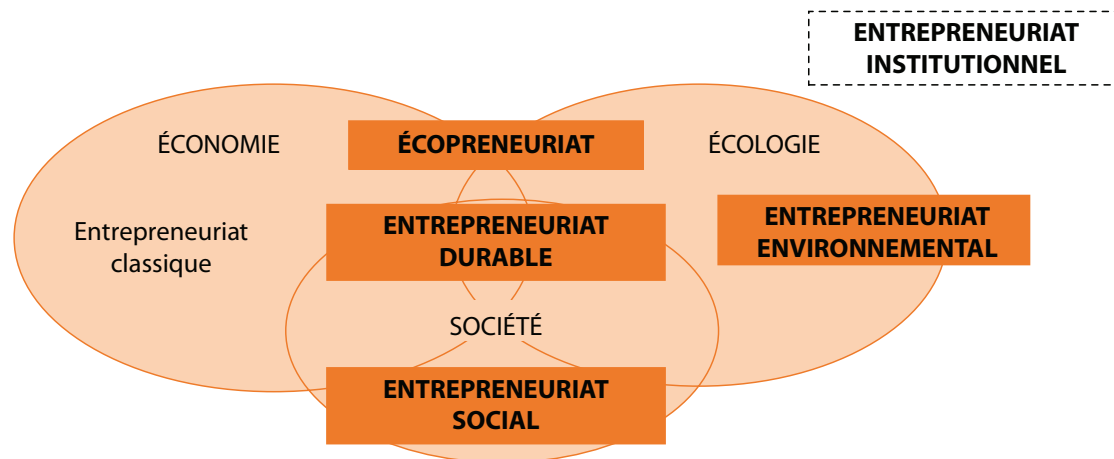 ENTREPRENEURIAT
INSTITUTIONNEL
ÉCONOMIE
ÉCOPRENEURIAT
ÉCOLOGIE
Entrepreneuriat
classique
ENTREPRENEURIAT
DURABLE
ENTREPRENEURIAT
ENVIRONNEMENTAL
SOCIÉTÉ
ENTREPRENEURIAT
SOCIAL